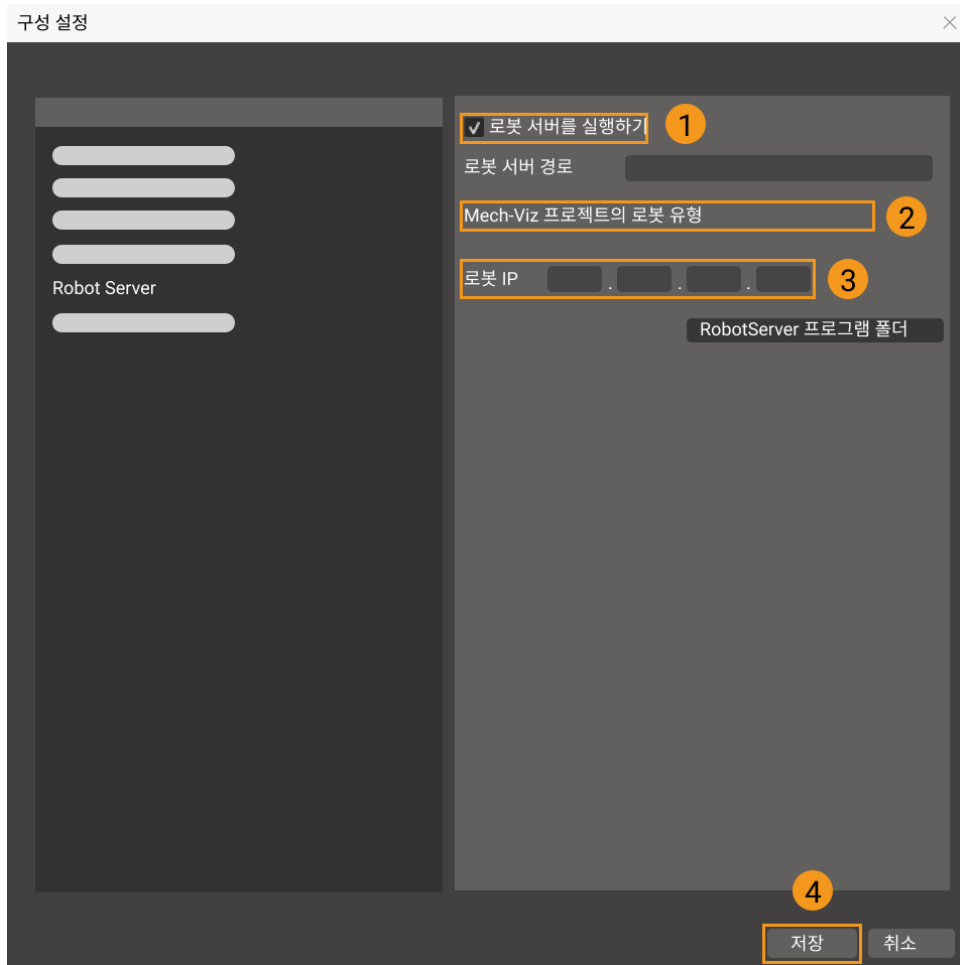 구성 설정
로봇 서버를 실행하기 1
로봇 서버 경로
Mech-Viz 프로젝트의 로봇 유형 2
Robot Server
로봇 IP . . . 3
RobotServer 프로그램 폴더
4
저장 취소